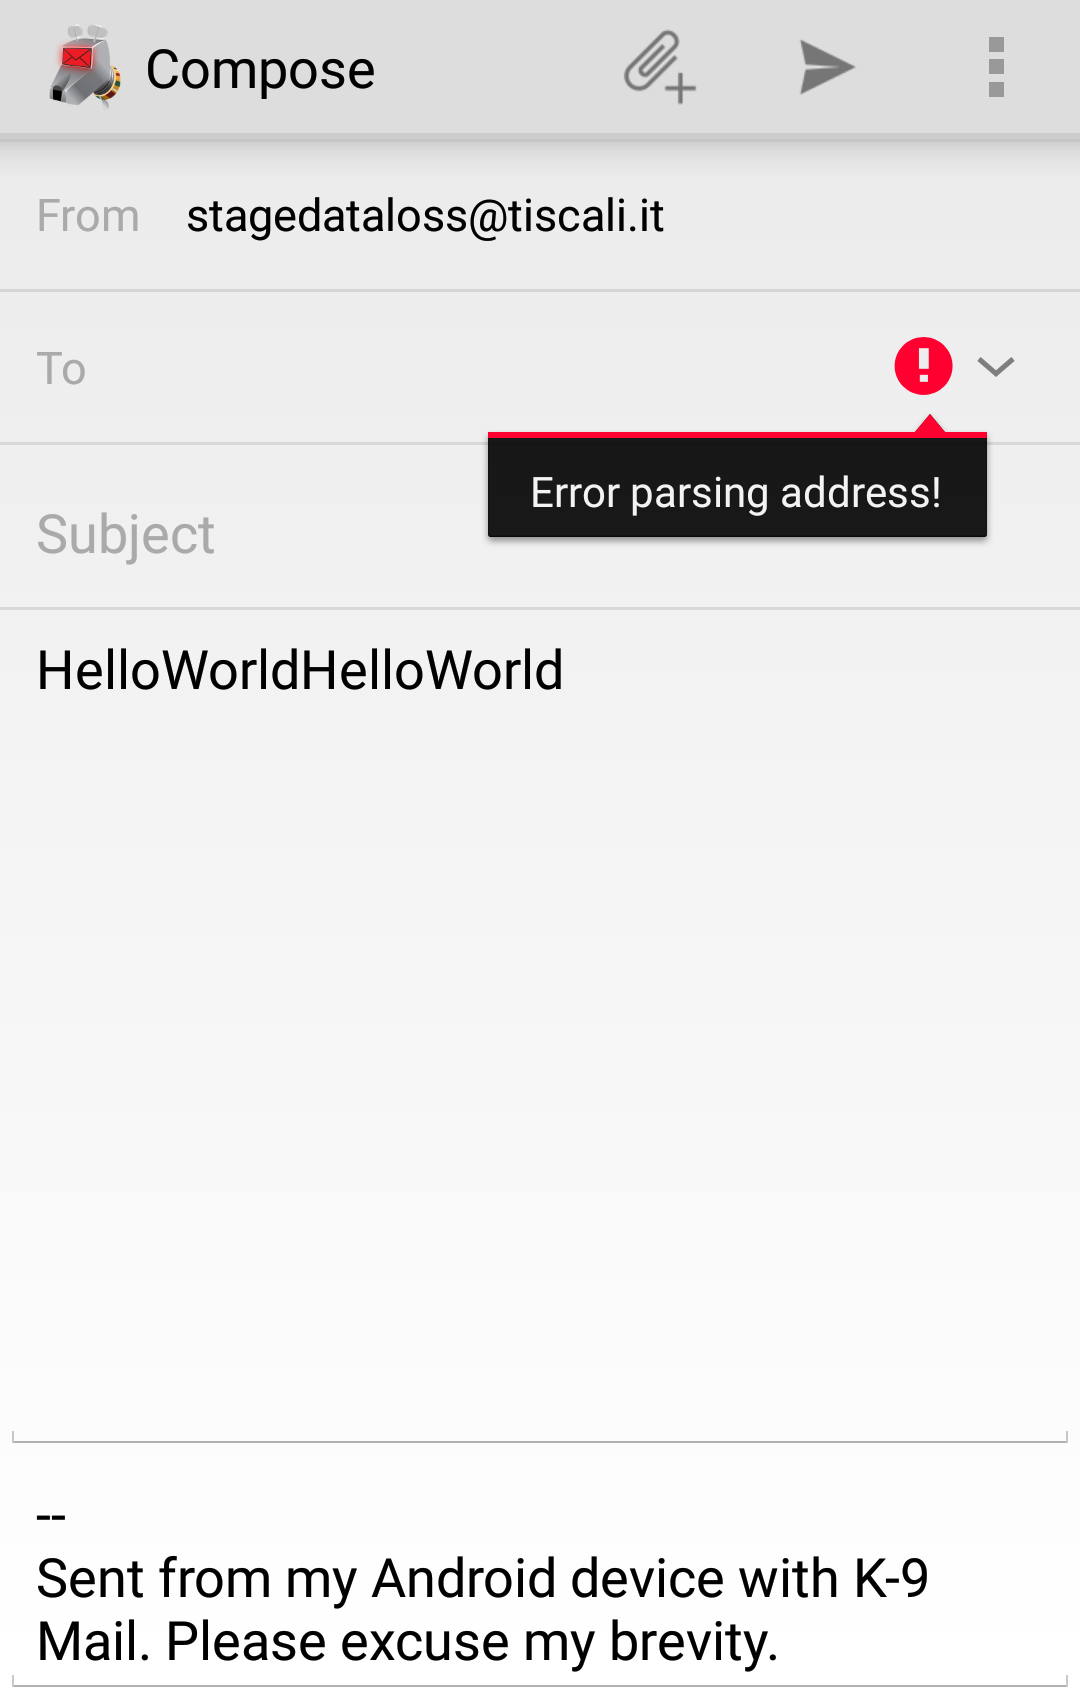 Compose
From stagedataloss@tiscali.it
To
Error parsing address!
Subject
HelloWorldHelloWorld
--
Sent from my Android device with K-9
Mail. Please excuse my brevity.